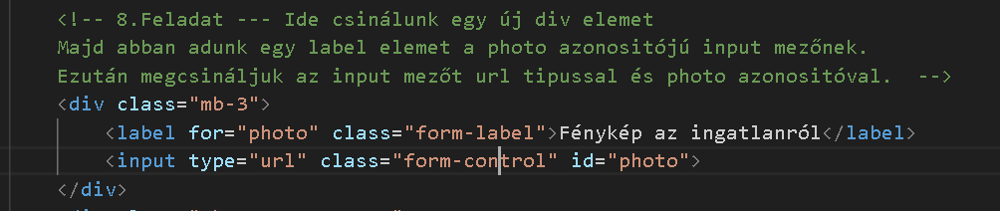 <!-- 8.Feladat --- Ide csinálunk egy új div elemet
Majd abban adunk egy label elemet a photo azonositójú input mezőnek.
Ezután megcsináljuk az input mezőt url tipussal és photo azonositóval.  -->
<div class="mb-3">
<label for="photo" class="form-label">Fénykép az ingatlanról</label>
<input type="url" class="form-control" id="photo">
</div>